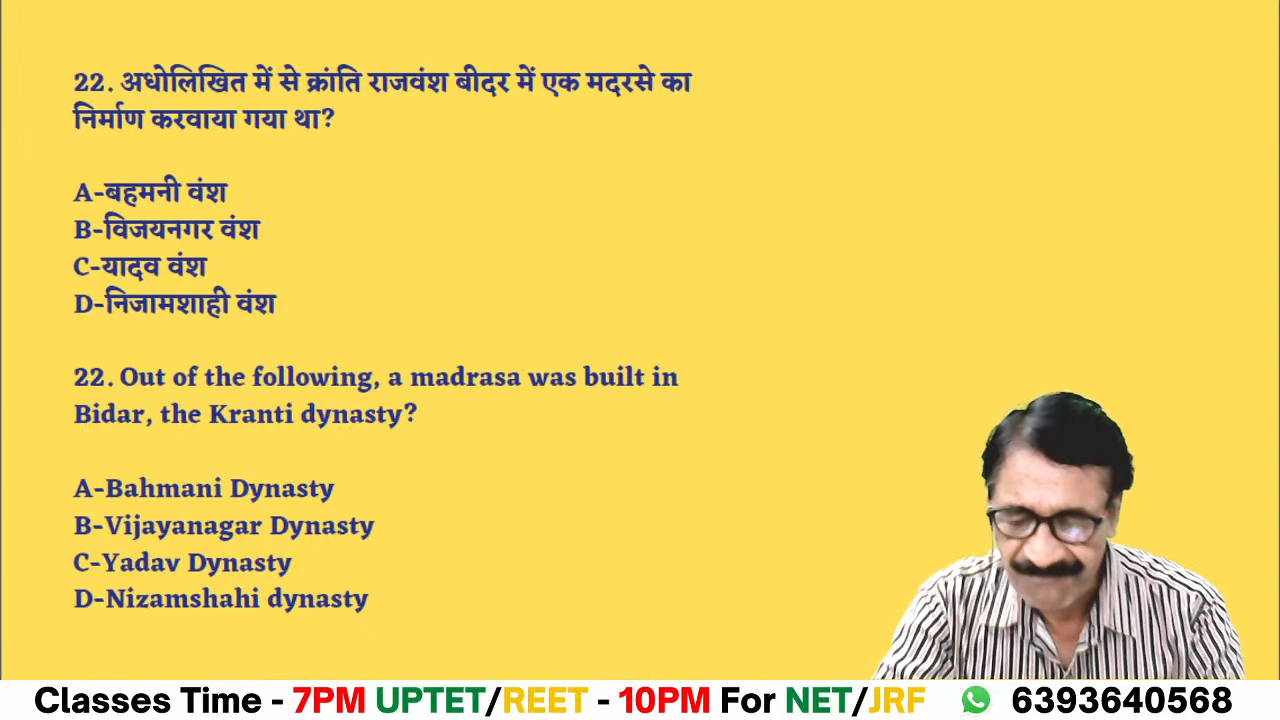 22. अधोलिखित में से क्रांति राजवंश बीदर में एक मदरसे का
निर्माण करवाया गया था?
A-बहमनी वंश
B-विजयनगर वंश
C-यादव वंश
D-निजामशाही वंश
22. Out of the following, a madrasa was built in
Bidar, the Kranti dynasty?
A-Bahmani Dynasty
B-Vijayanagar Dynasty
C-Yadav Dynasty
D-Nizamshahi dynasty
Classes Time - 7PM UPTET/REET - 10PM For NET/JRF 6393640568